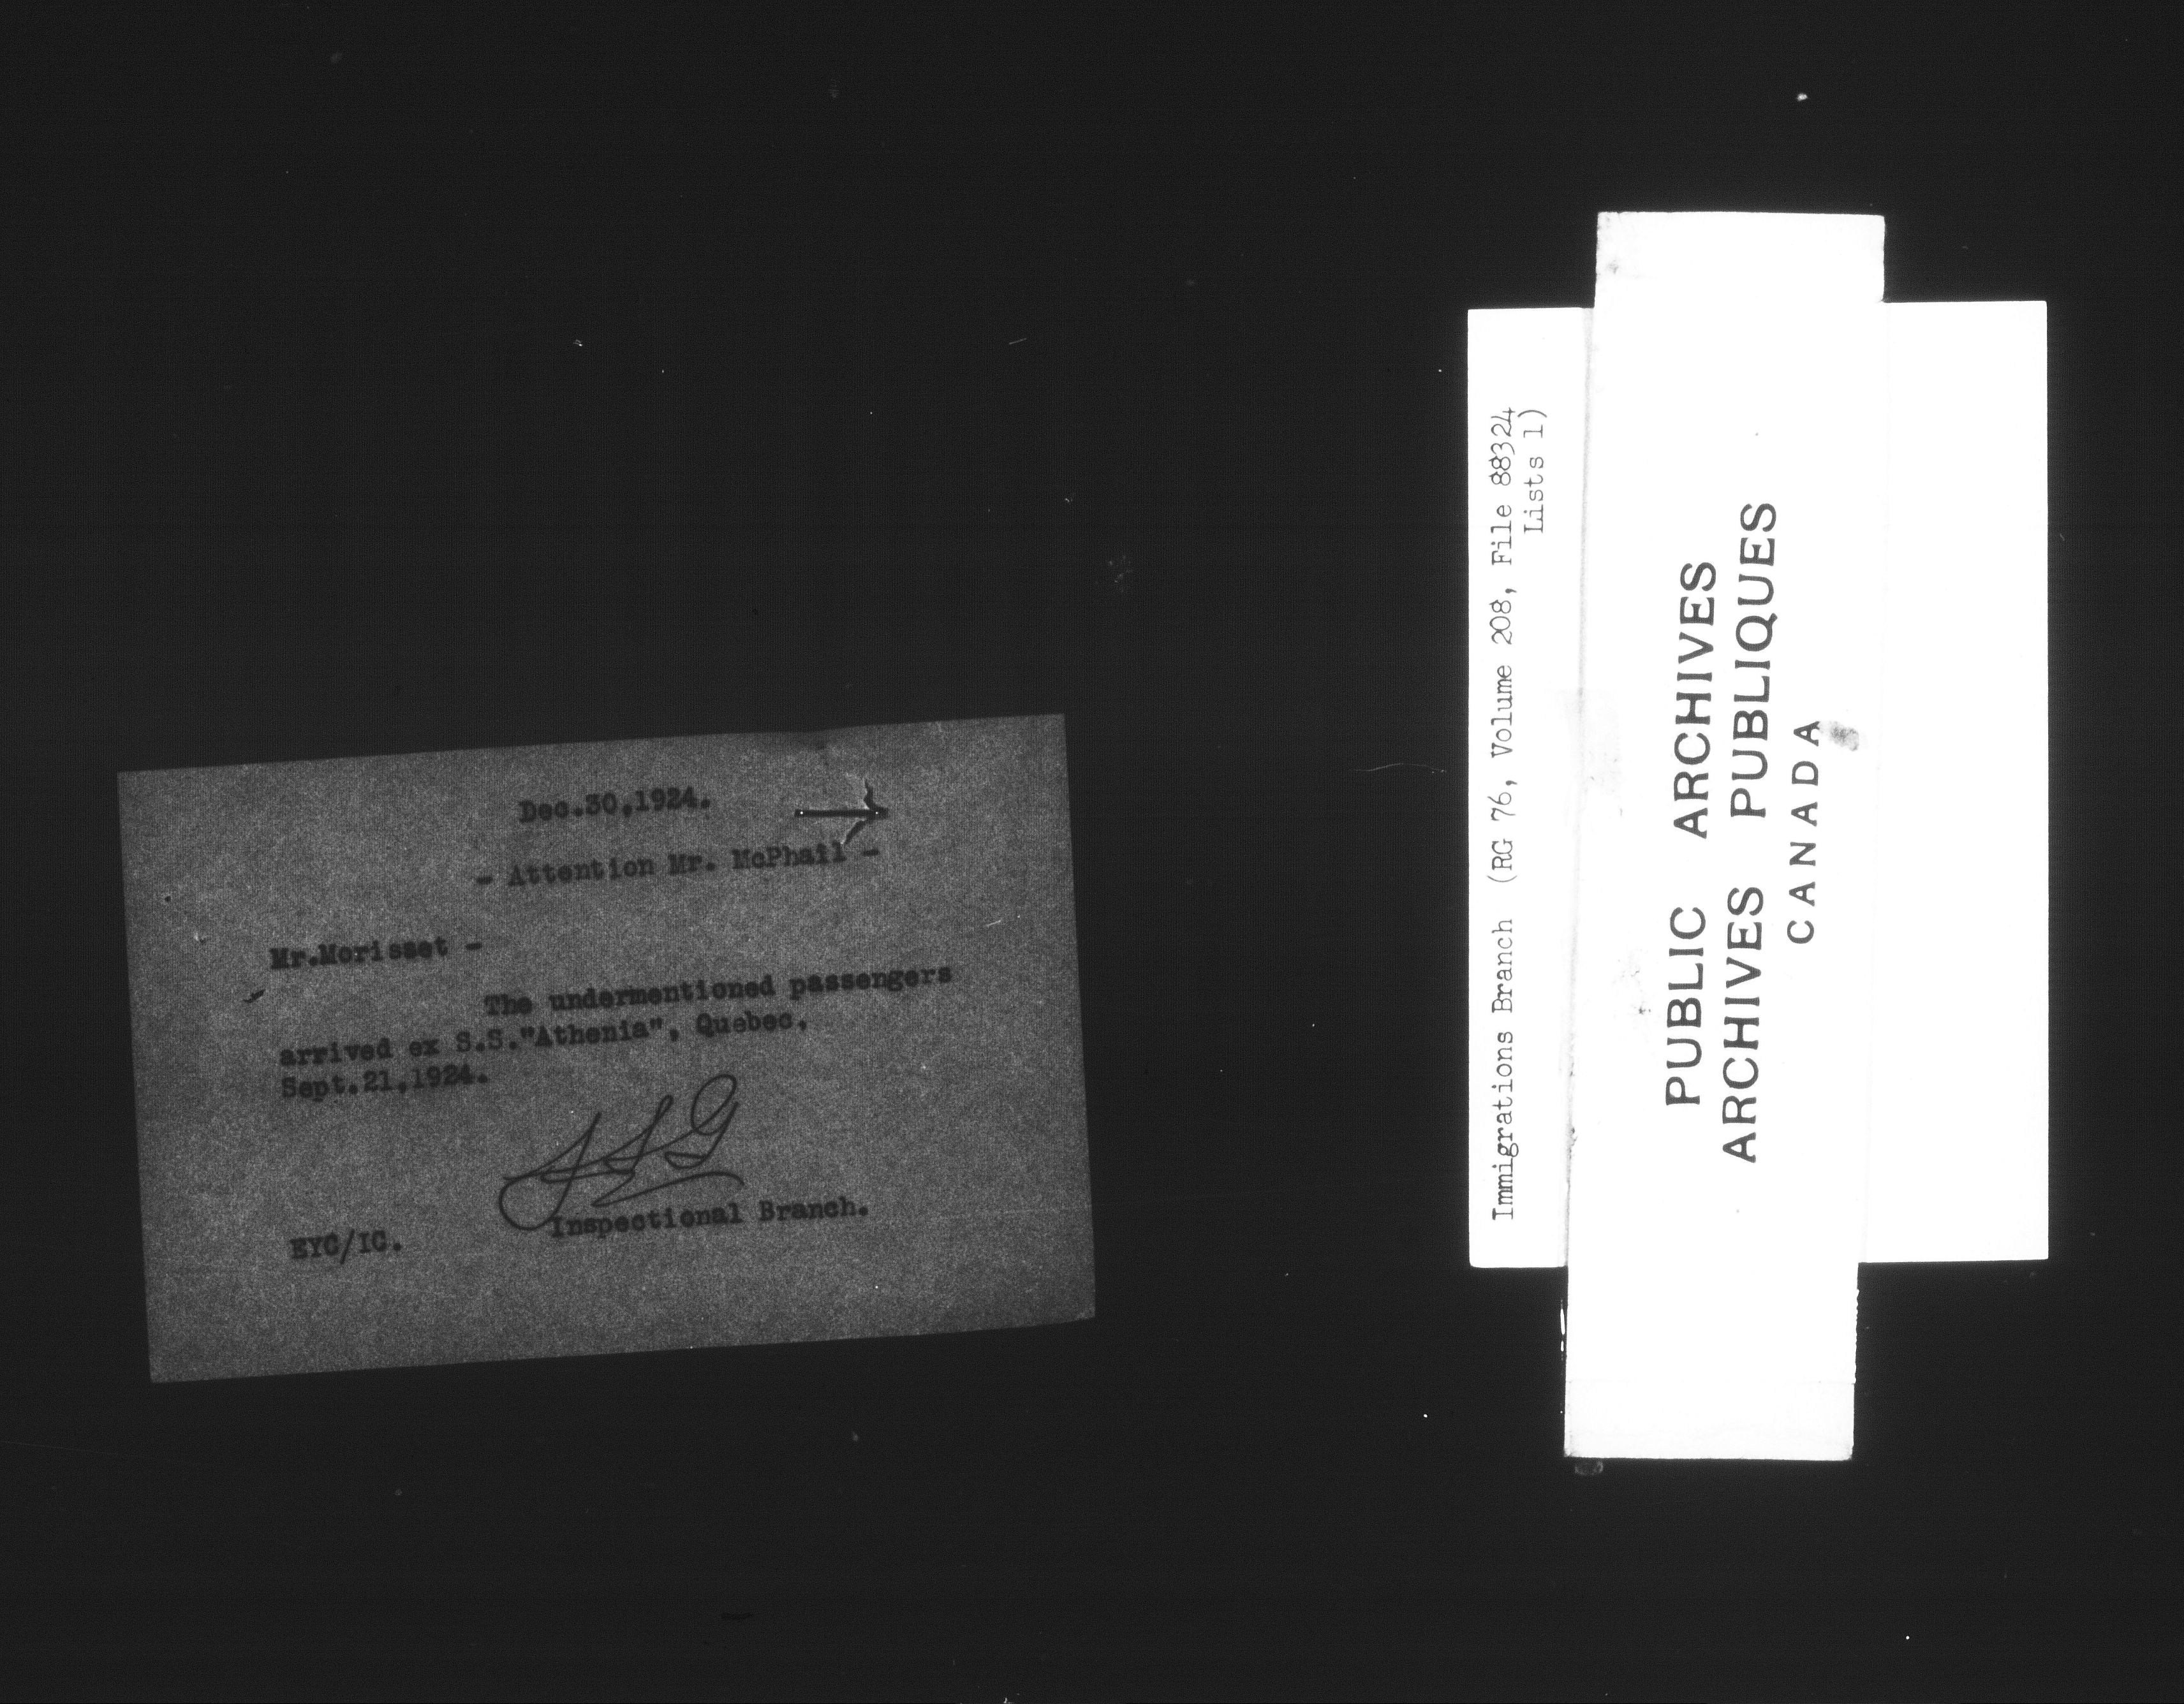 Dec.30,1924.
- Attention Mr. McPhail -
Mr.Morisset -
The undermentioned passengers
arrived ex S.S."Athenia", Quebec,
Sept.21,1924.
Inspectional Branch.
EYC/IC.
Immigrations Branch (RG 76, Volume 208, File 88324
Lists 1)
PUBLIC ARCHIVES
ARCHIVES PUBLIQUES
CANADA